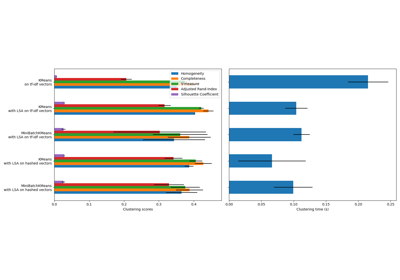 Homogeneity
Completeness
V-measure
Adjusted Rand-Index
Silhouette Coefficient
KMeans
on tf-idf vectors
KMeans
with LSA on tf-idf vectors
MiniBatchKMeans
with LSA on tf-idf vectors
KMeans
with LSA on hashed vectors
MiniBatchKMeans
with LSA on hashed vectors
0.0 0.1 0.2 0.3 0.4
Clustering scores
0.00 0.05 0.10 0.15 0.20 0.25
Clustering time (s)